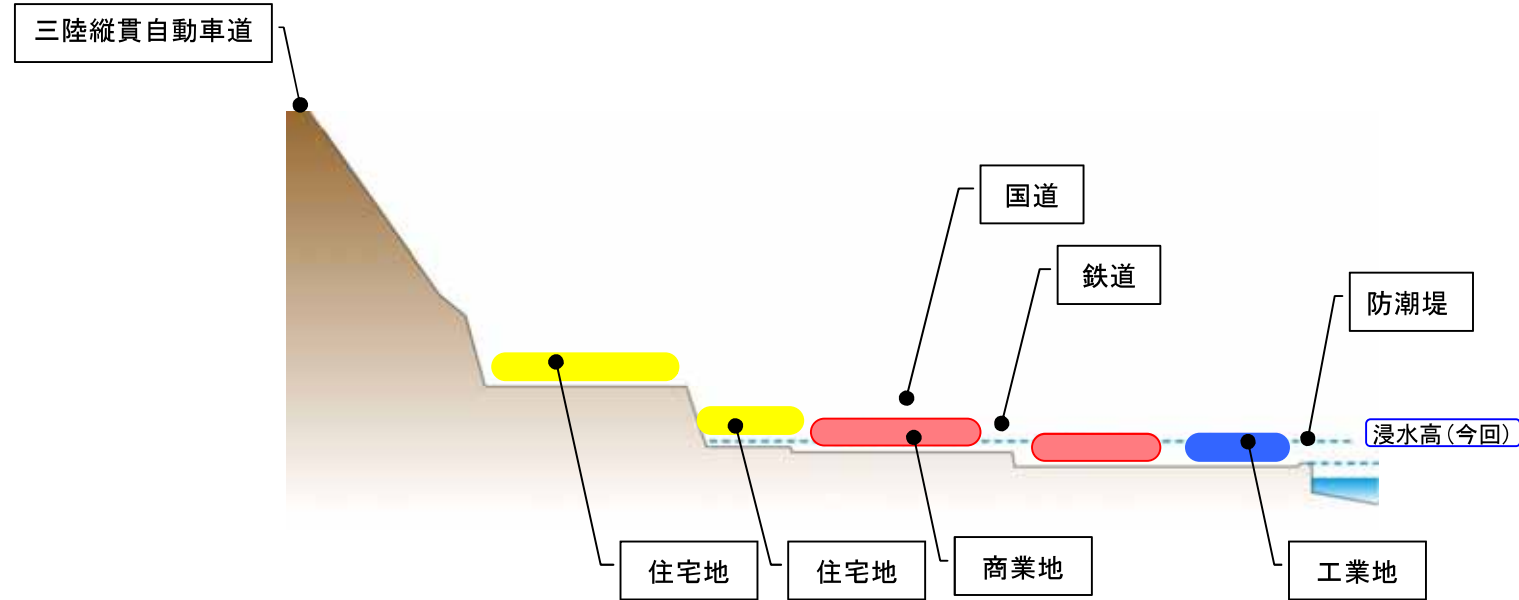 三陸縦貫自動車道
国道
鉄道
防潮堤
浸水高(今回)
住宅地
住宅地
商業地
工業地